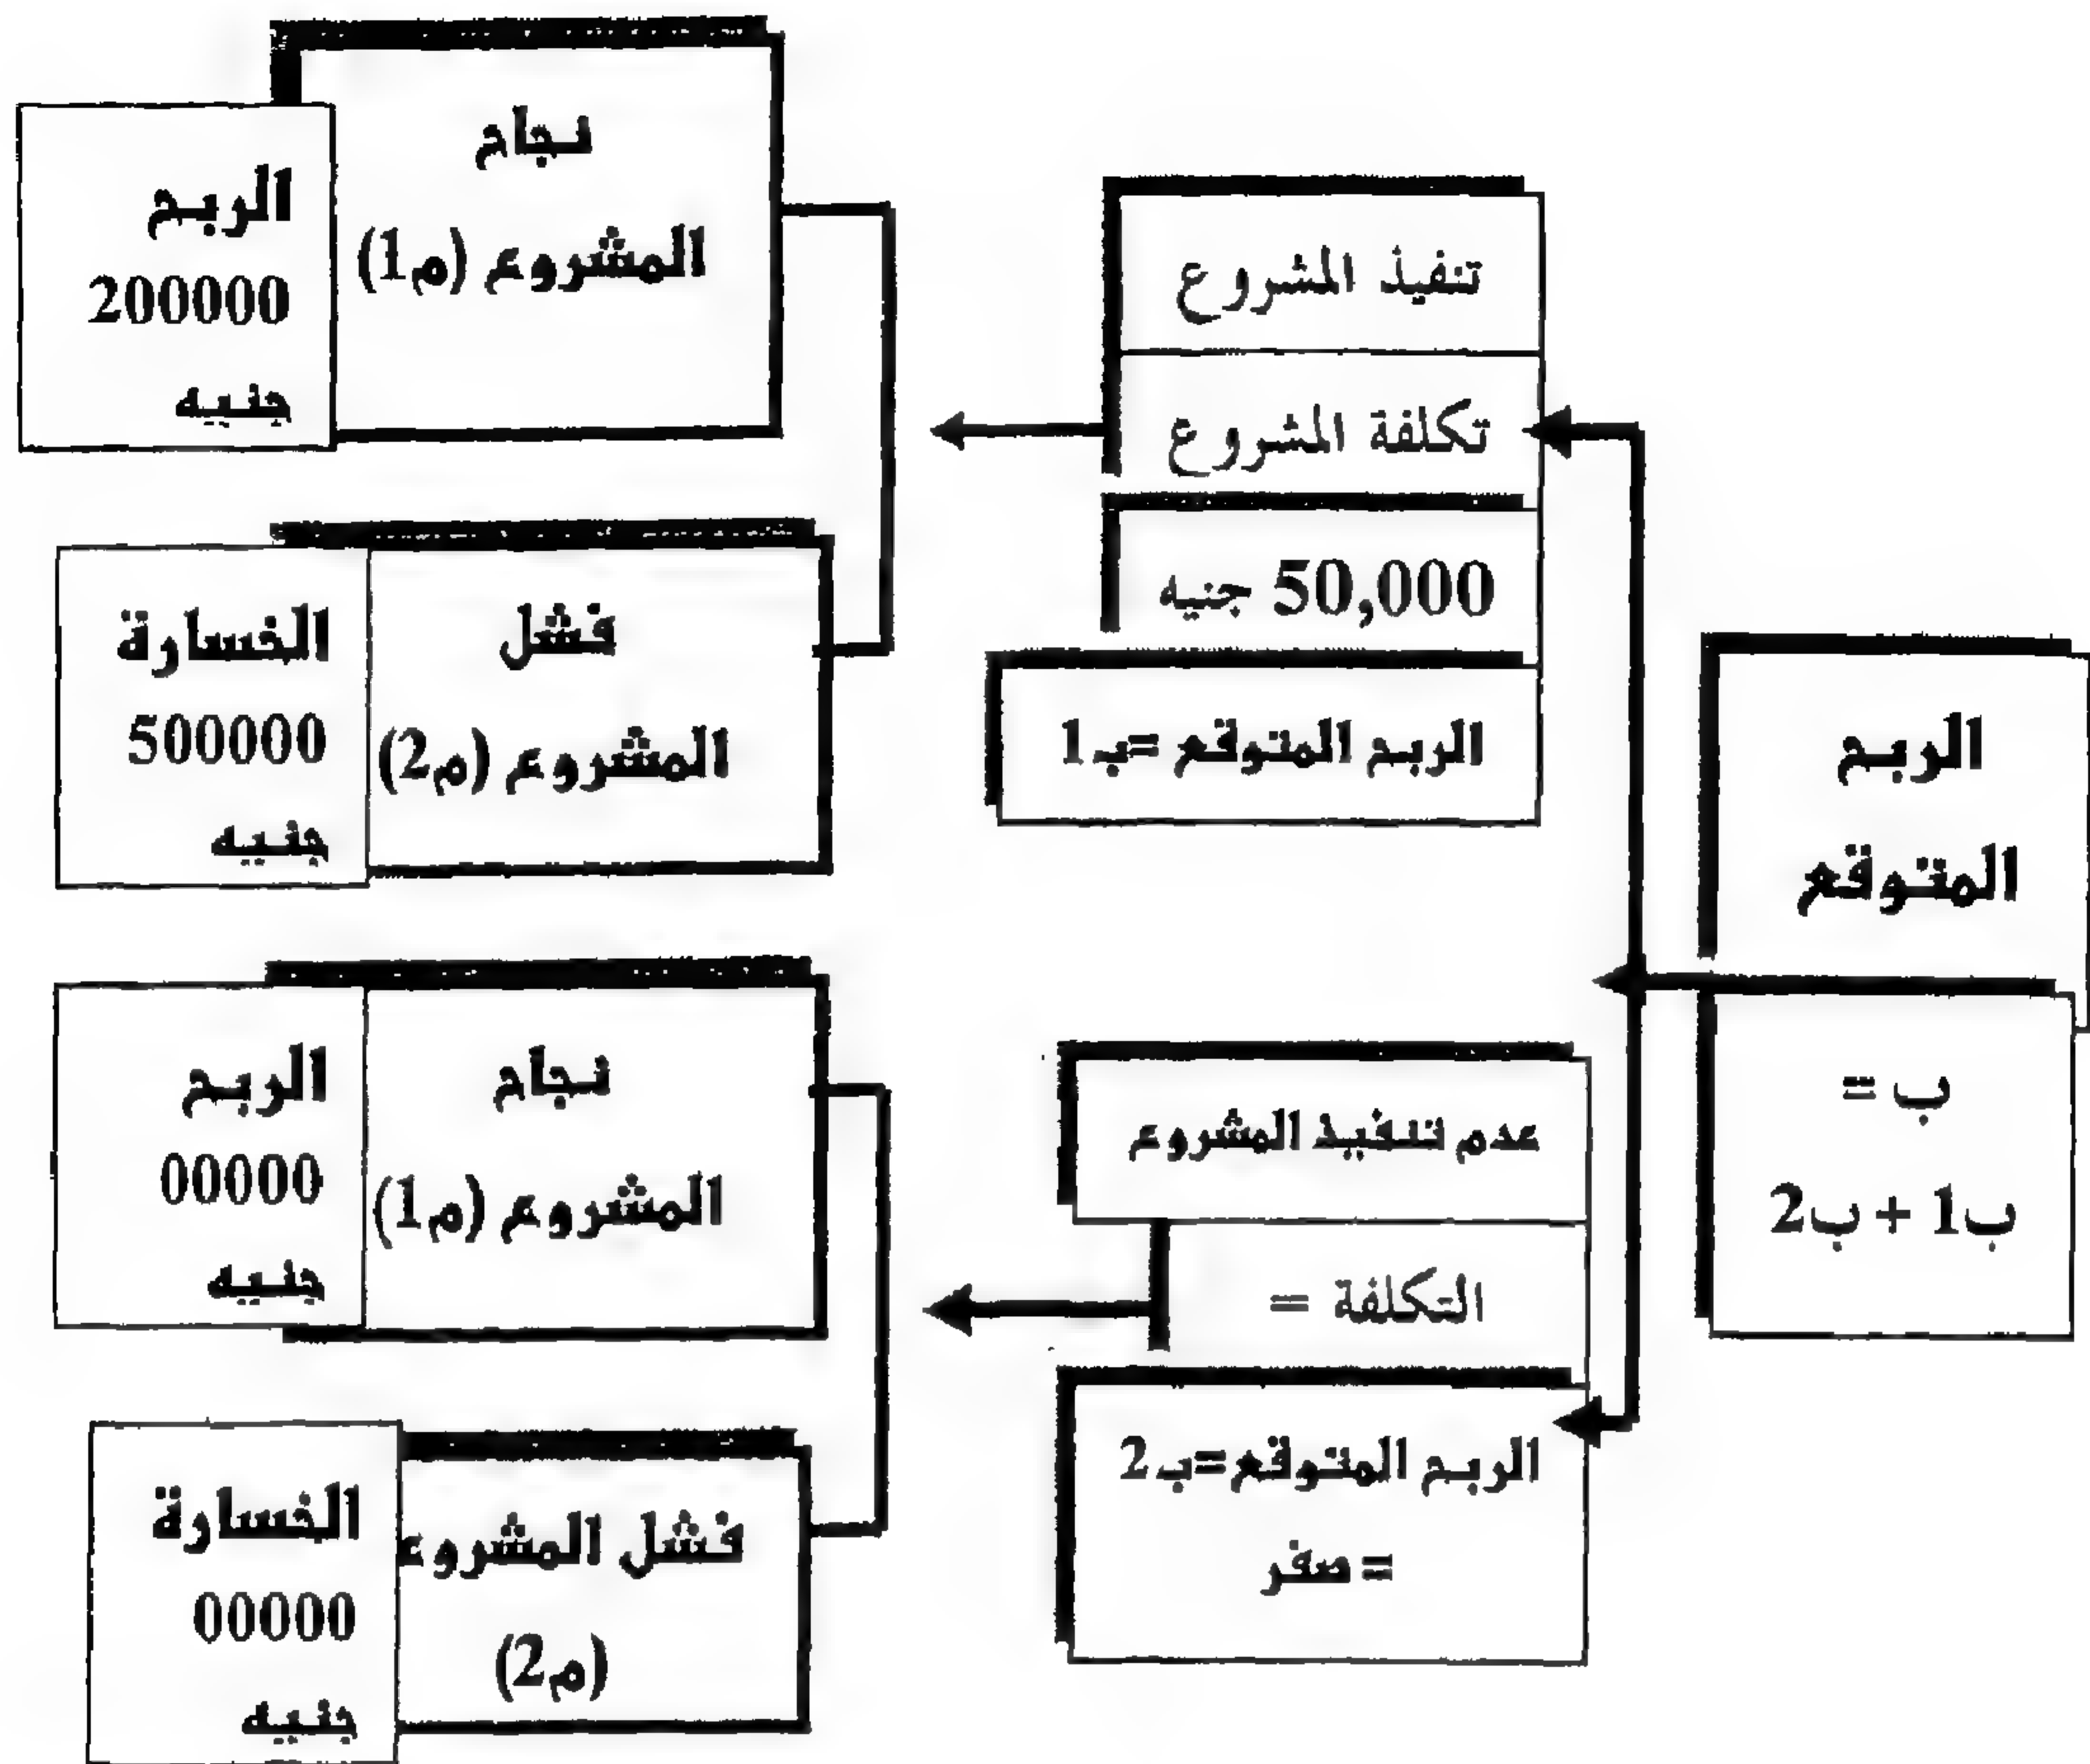 الربح
المتوقع
ب =
ب1 + ب2
تنفيذ المشروع
تكلفة المشروع
50,000 جنيه
الربح المتوقع =ب1
نجاح
المشروع (م1)
الربح
200000
جنيه
فشل
المشروع (م2)
الخسارة
500000
جنيه
عدم تنفيذ المشروع
التكلفة =
الربح المتوقع=ب2
= صفر
نجاح
المشروع (م1)
الربح
00000
جنيه
فشل المشروع
(م2)
الخسارة
00000
جنيه